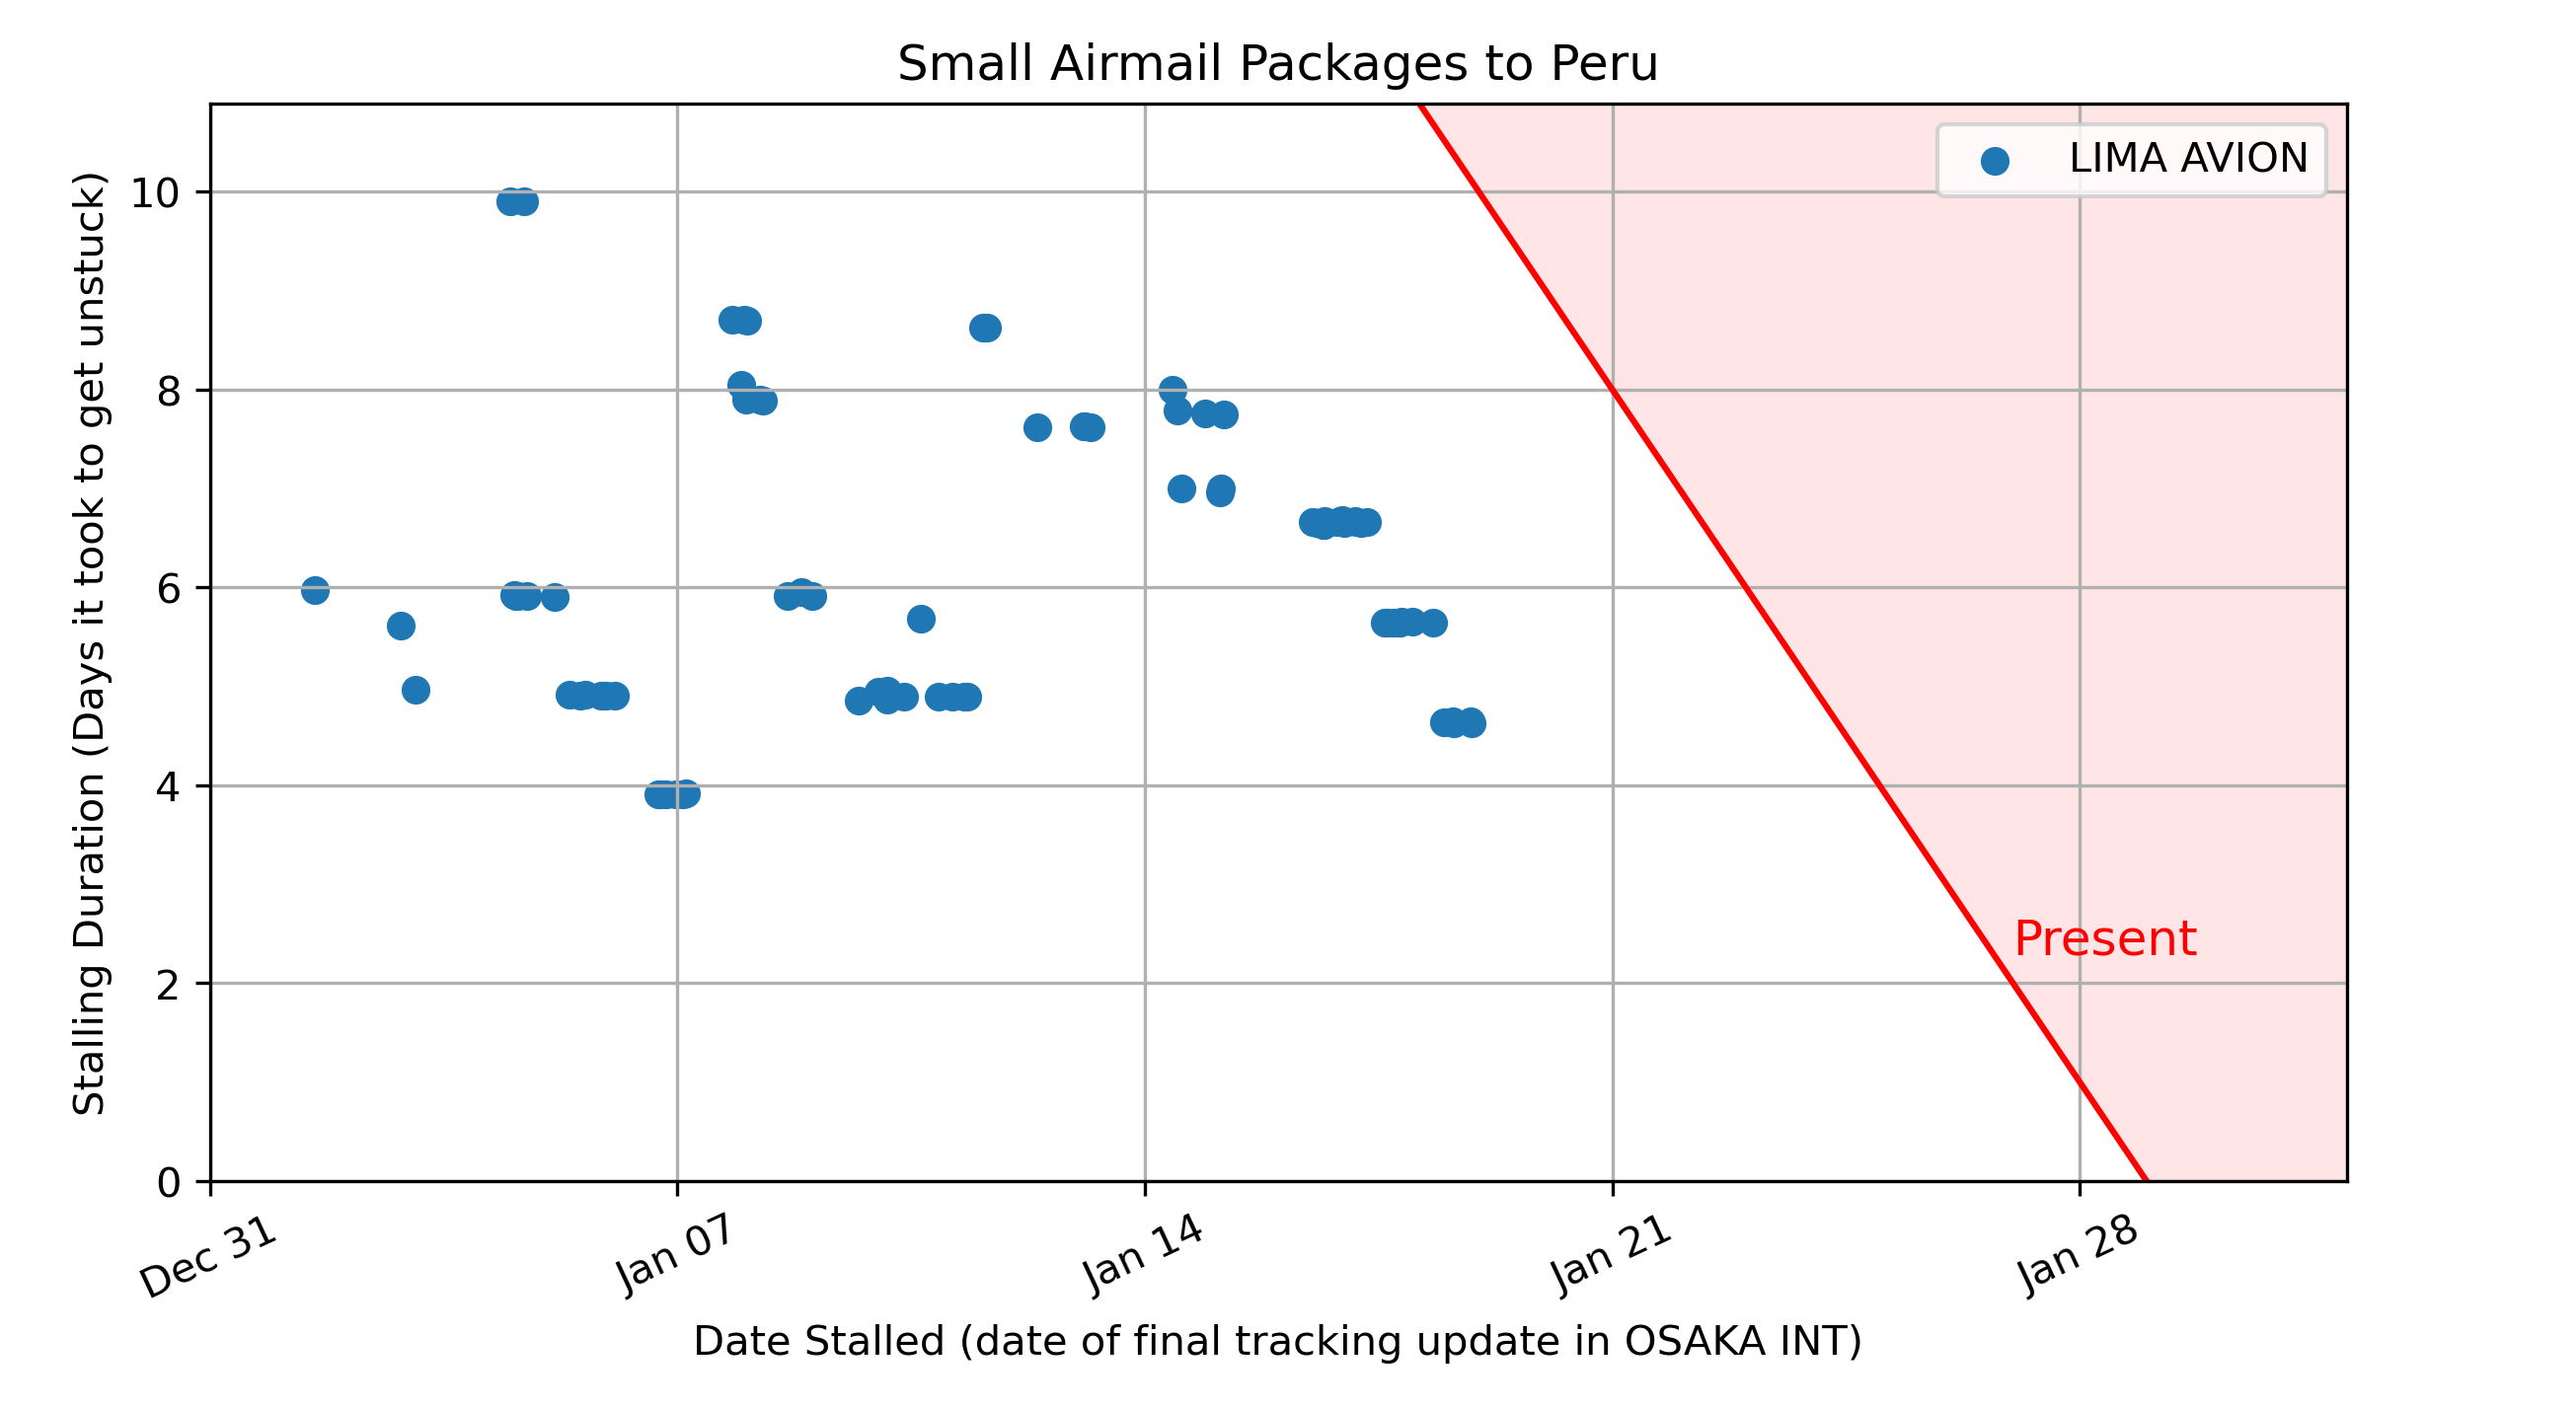 Small Airmail Packages to Peru
LIMA AVION
Stalling Duration (Days it took to get unstuck)
10
8
6
4
2
0
Present
Dec 31
Jan 07
Jan 14
Jan 21
Jan 28
Date Stalled (date of final tracking update in OSAKA INT)